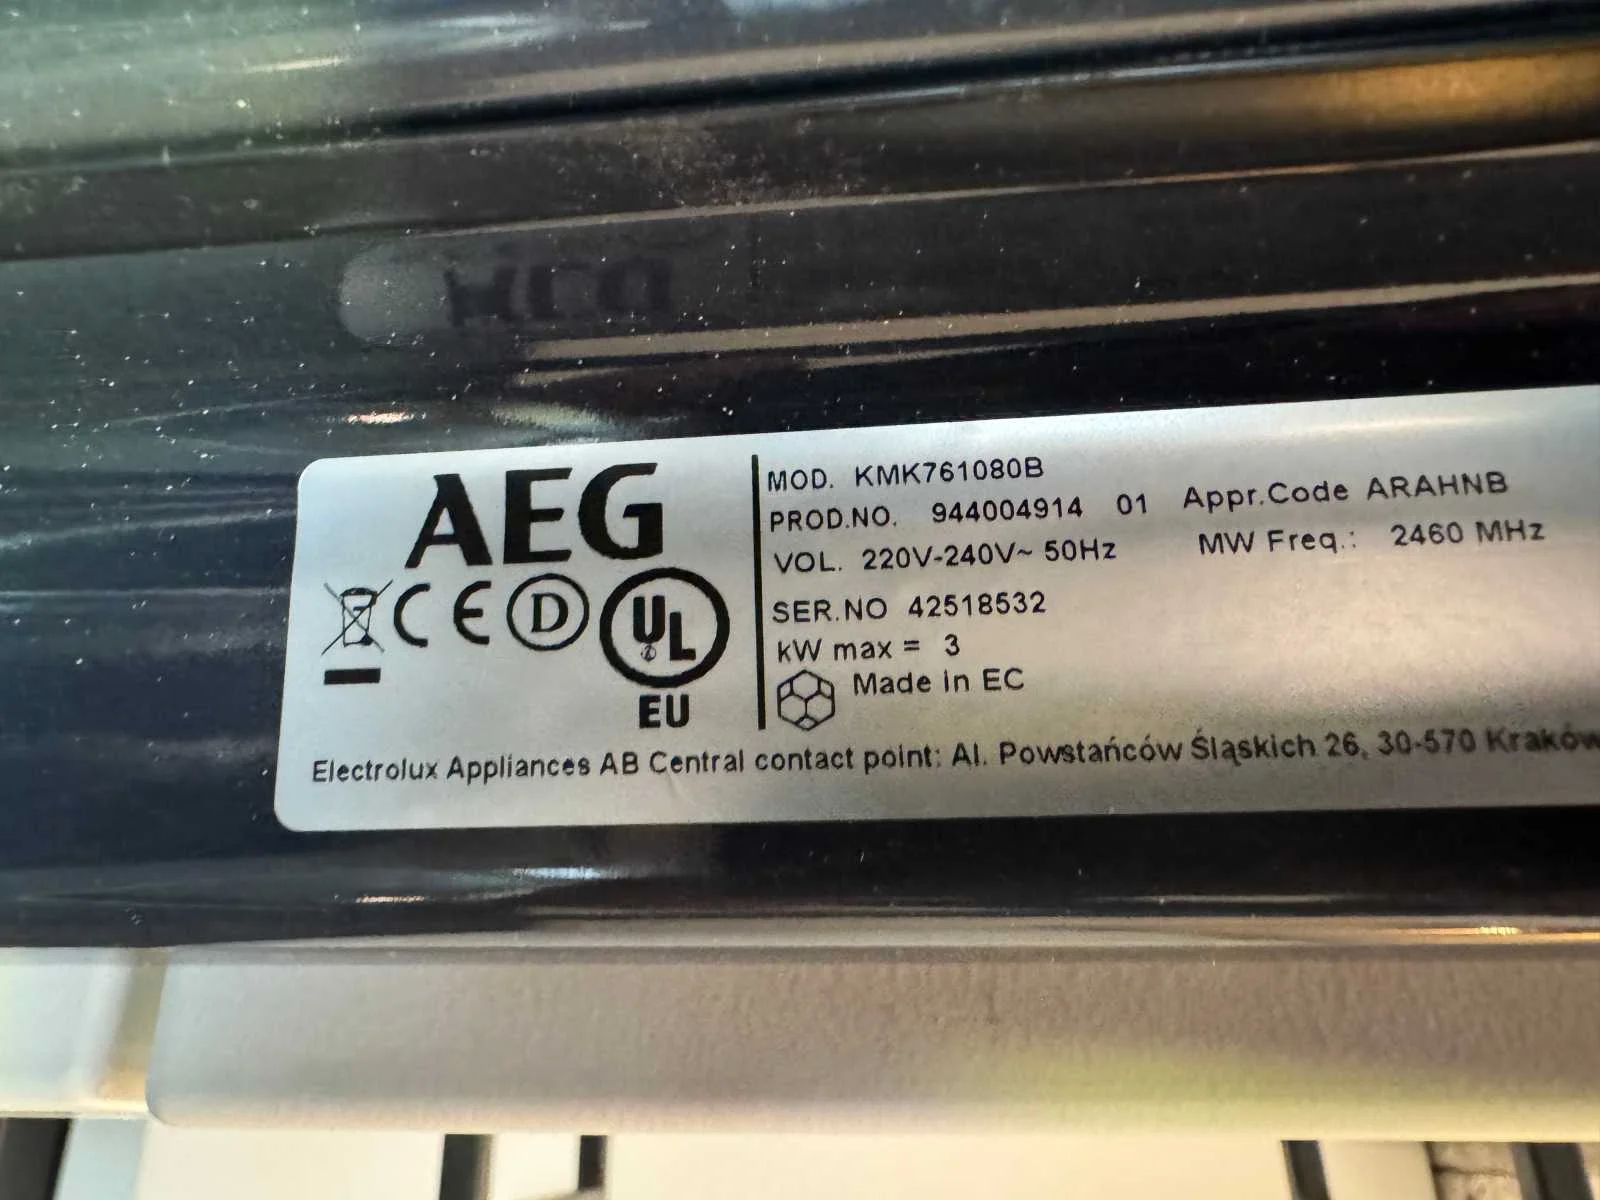 AEG
CE D UL
EU
MOD. KMK761080B
PROD.NO. 944004914 01 Appr.Code ARAHNB
VOL. 220V-240V~ 50Hz MW Freq.: 2460 MHz
SER.NO 42518532
kW max = 3
Made in EC
Electrolux Appliances AB Central contact point: Al. Powstańców Śląskich 26, 30-570 Kraków